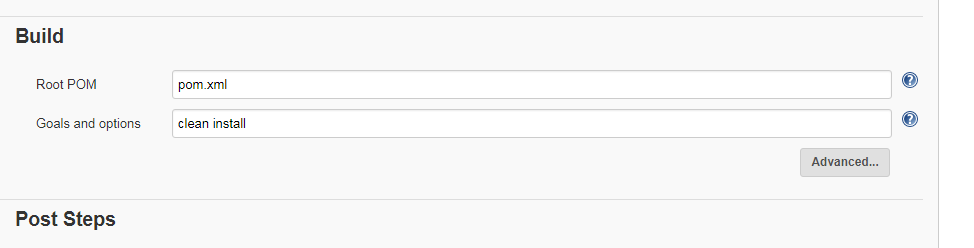 Build
Root POM pom.xml
Goals and options clean install
Advanced...
Post Steps